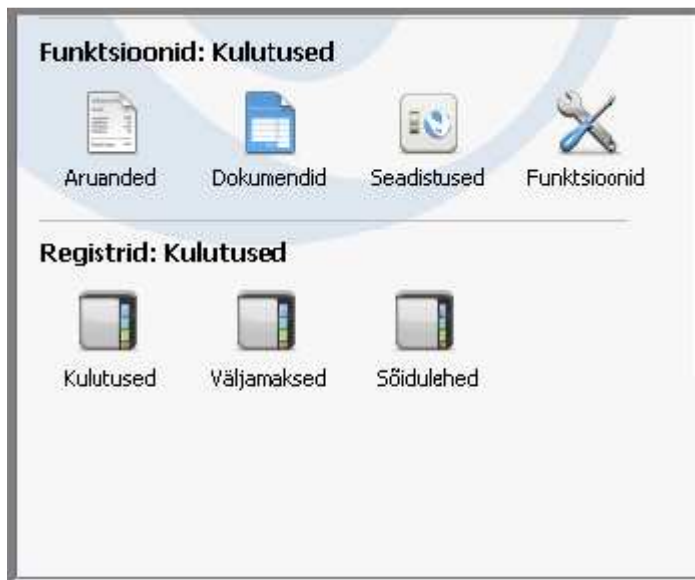 Funktsioonid: Kulutused
Aruanded Dokumendid Seadistused Funktsioonid
Registrid: Kulutused
Kulutused Väljamaksed Sõidulehed